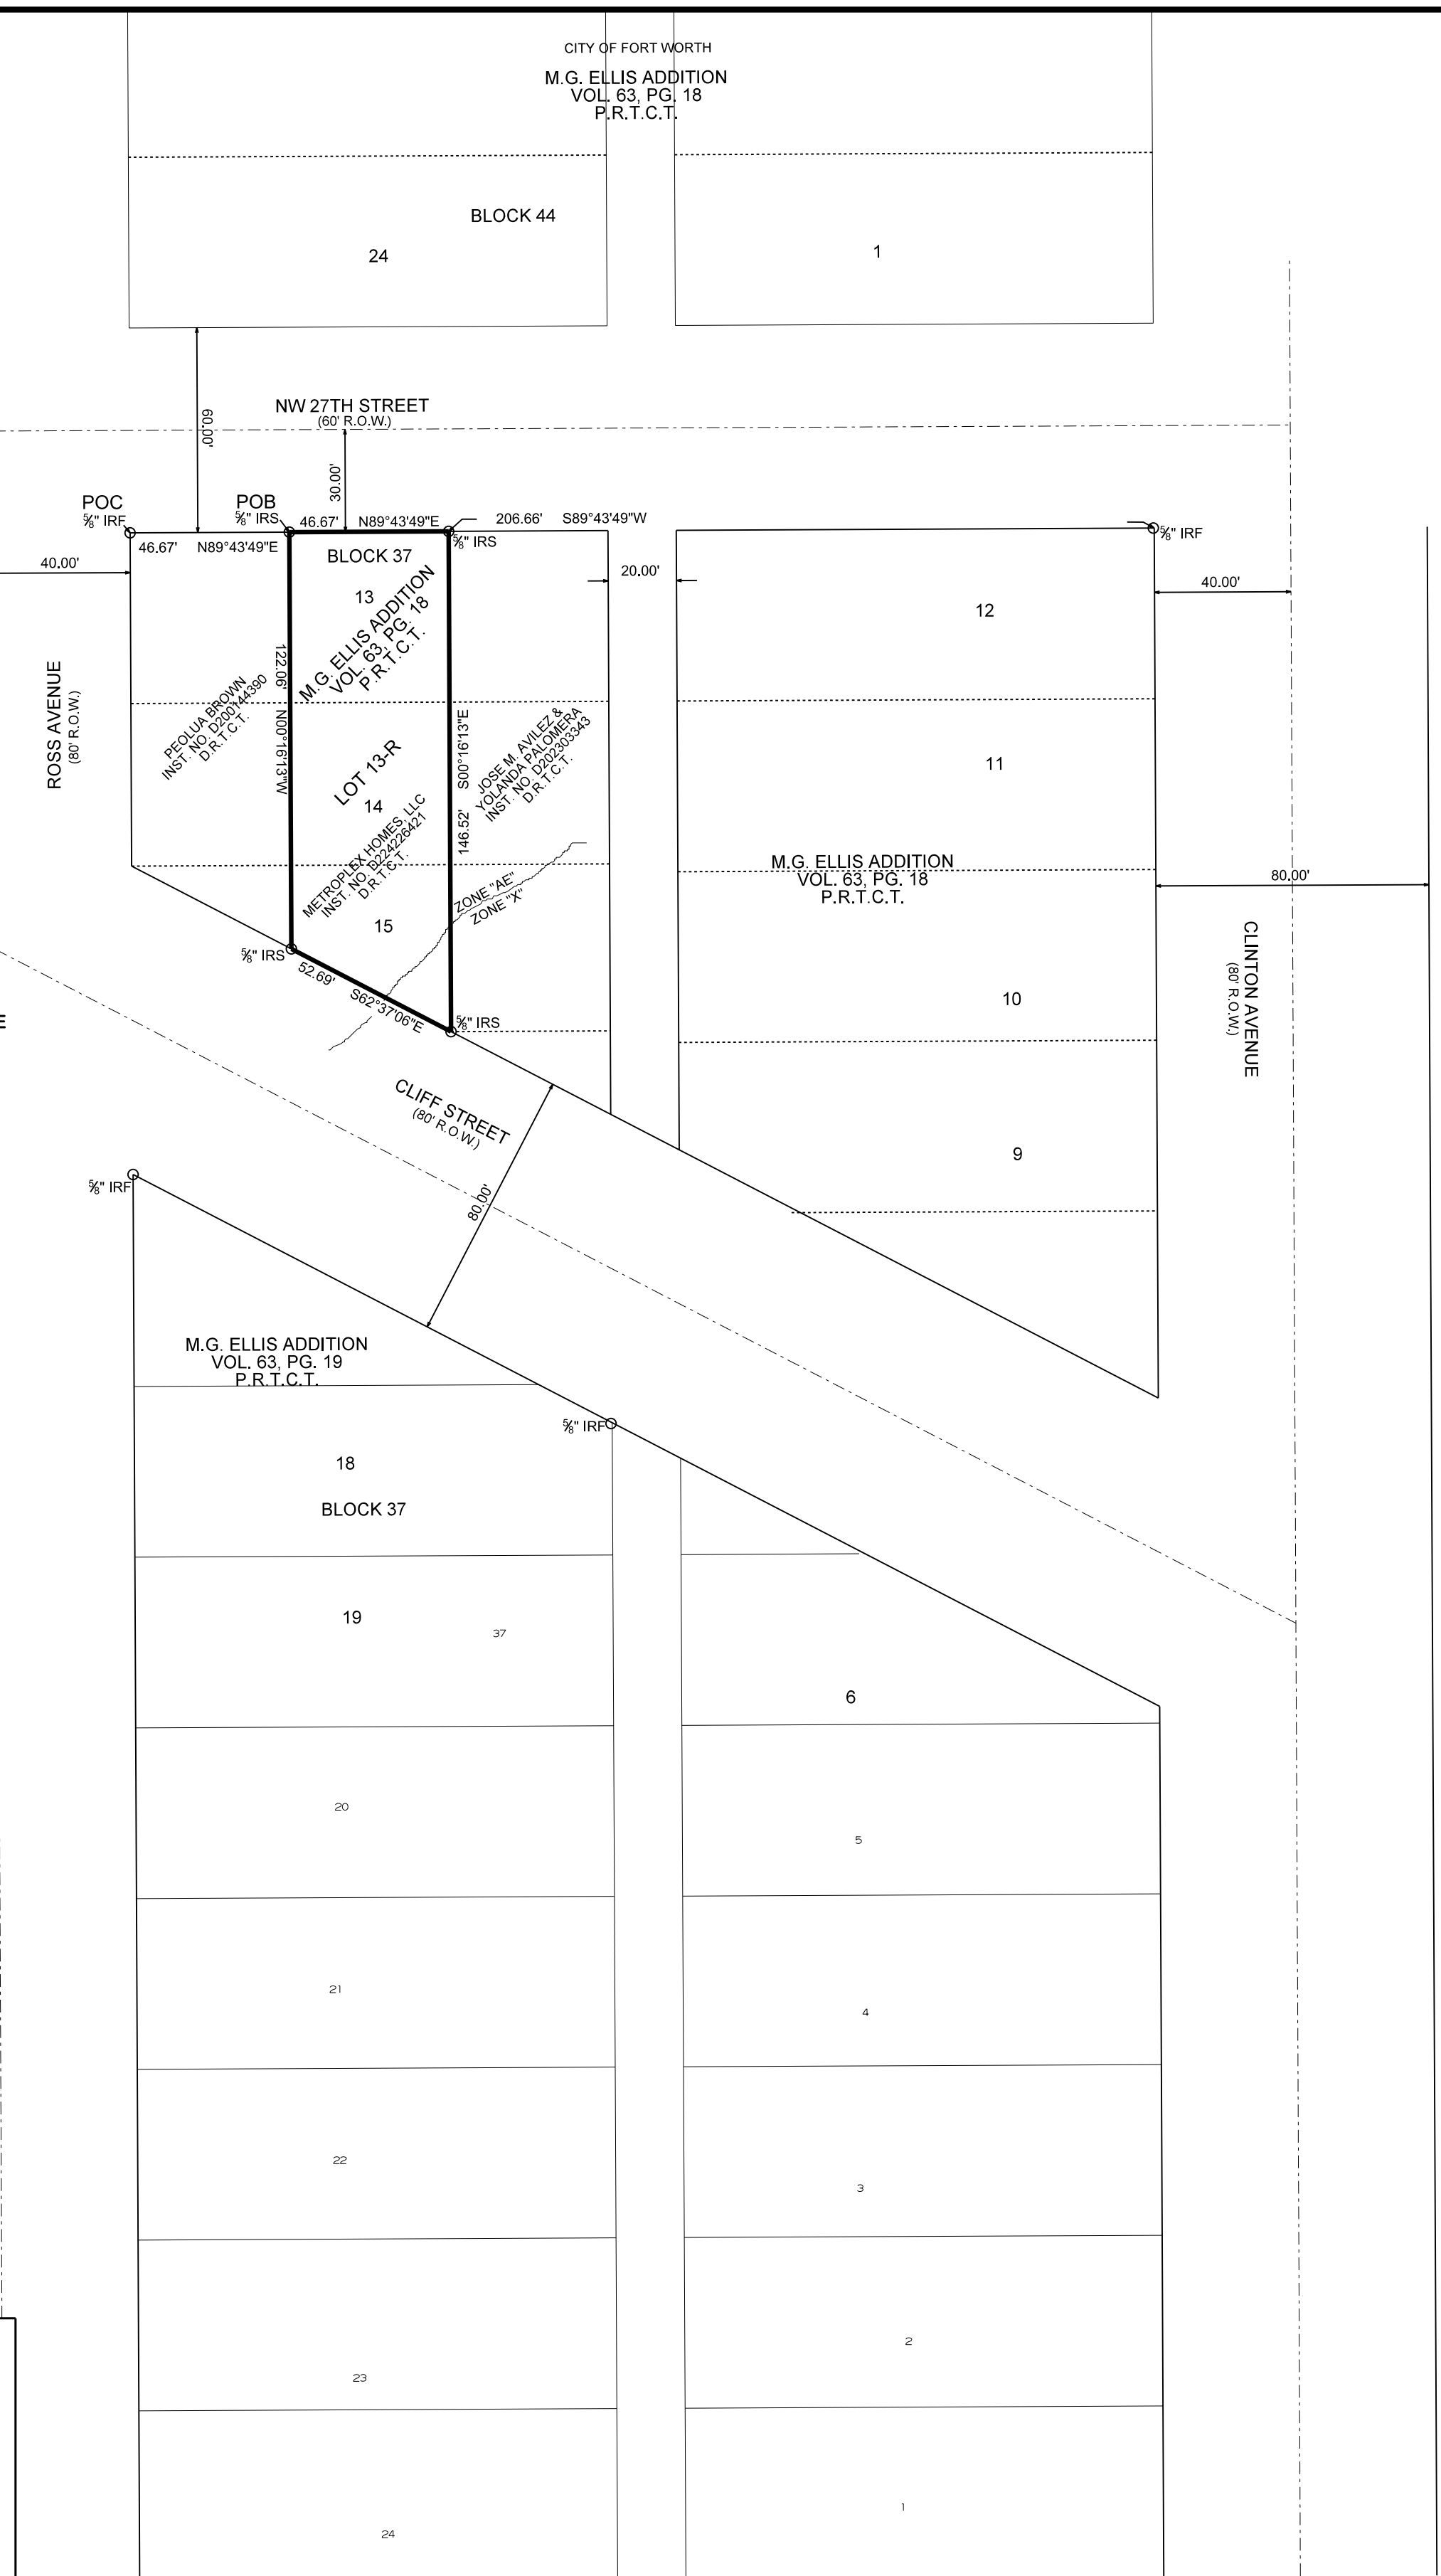 CITY OF FORT WORTH
M.G. ELLIS ADDITION
VOL. 63, PG. 18
P.R.T.C.T.
BLOCK 44
24
1
NW 27TH STREET
(60' R.O.W.)
60.00'
30.00'
POC
5/8" IRF
POB
5/8" IRS
46.67' N89°43'49"E
206.66' S89°43'49"W
5/8" IRS
5/8" IRF
46.67' N89°43'49"E
BLOCK 37
40.00'
20.00'
40.00'
13
12
M.G. ELLIS ADDITION
VOL. 63, PG. 18
P.R.T.C.T.
ROSS AVENUE
(80' R.O.W.)
122.06' N00°16'13"W
PEOLUA BROWN
INST. NO. D200144390
D.R.T.C.T.
LOT 13-R
14
146.52' S00°16'13"E
JOSE M. AVILEZ &
YOLANDA PALOMERA
INST. NO. D202303343
D.R.T.C.T.
11
METROPLEX HOMES, LLC
INST. NO. D224226421
D.R.T.C.T.
M.G. ELLIS ADDITION
VOL. 63, PG. 18
P.R.T.C.T.
80.00'
ZONE "AE"
ZONE "X"
15
5/8" IRS
52.69' S62°37'06"E
5/8" IRS
10
CLINTON AVENUE
(80' R.O.W.)
E
CLIFF STREET
(80' R.O.W.)
9
80.00'
5/8" IRF
M.G. ELLIS ADDITION
VOL. 63, PG. 19
P.R.T.C.T.
5/8" IRF
18
BLOCK 37
19
37
6
20
5
21
4
22
3
23
2
24
1